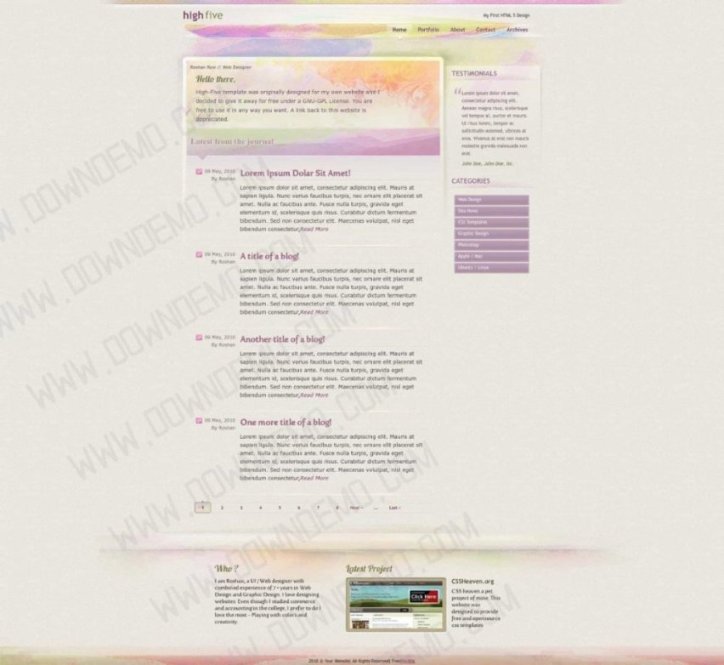 high five
My First HTML 5 Design
Home Portfolio About Contact Archives
Roshan Ravi // Web Designer
Hello there,
High-Five template was originally designed for my own website wire I
decided to give it away for free under a GNU-GPL License. You are
free to use it in any way you want. A link back to this website is
appreciated.
Latest from the journal
09 May, 2010
By Roshan
Lorem Ipsum Dolar Sit Amet!
Lorem ipsum dolor sit amet, consectetur adipiscing elit. Mauris at
sapien ligula. Nunc varius faucibus turpis, nec ornare elit placerat sit
amet. Nulla ac faucibus ante. Fusce nulla turpis, gravida eget
elementum id, scelerisque quis risus. Curabitur dictum fermentum
bibendum. Sed non consectetur elit. Maecenas volutpat, nisl eget
bibendum consectetur,Read More
09 May, 2010
By Roshan
A title of a blog!
Lorem ipsum dolor sit amet, consectetur adipiscing elit. Mauris at
sapien ligula. Nunc varius faucibus turpis, nec ornare elit placerat sit
amet. Nulla ac faucibus ante. Fusce nulla turpis, gravida eget
elementum id, scelerisque quis risus. Curabitur dictum fermentum
bibendum. Sed non consectetur elit. Maecenas volutpat, nisl eget
bibendum consectetur,Read More
09 May, 2010
By Roshan
Another title of a blog!
Lorem ipsum dolor sit amet, consectetur adipiscing elit. Mauris at
sapien ligula. Nunc varius faucibus turpis, nec ornare elit placerat sit
amet. Nulla ac faucibus ante. Fusce nulla turpis, gravida eget
elementum id, scelerisque quis risus. Curabitur dictum fermentum
bibendum. Sed non consectetur elit. Maecenas volutpat, nisl eget
bibendum consectetur,Read More
09 May, 2010
By Roshan
One more title of a blog!
Lorem ipsum dolor sit amet, consectetur adipiscing elit. Mauris at
sapien ligula. Nunc varius faucibus turpis, nec ornare elit placerat sit
amet. Nulla ac faucibus ante. Fusce nulla turpis, gravida eget
elementum id, scelerisque quis risus. Curabitur dictum fermentum
bibendum. Sed non consectetur elit. Maecenas volutpat, nisl eget
bibendum consectetur,Read More
1 2 3 4 5 6 7 8 Next > ... Last ›
TESTIMONIALS
Lorem ipsum dolor sit amet,
consectetur adipiscing elit.
Aenean magna risus, scelerisque
vel tempus ac, auctor et mauris.
Ut risus lorem, tempor ac
sollicitudin euismod, ultrices at
eros. Vivamus at erat non mauris
molestie gravida malesuada non
erat.
John Doe, John Doe, Inc.
CATEGORIES
Web Design
CSS Templates
Graphic Design
Photoshop
Apple / Mac
Ubuntu / Linux
Who ?
I am Roshan, a UI / Web designer with
combined experience of 7+ years in Web
Design and Graphic Design. I love designing
websites. Even though I studied commerce
and accounting in the college, I prefer to do I
love the most – Playing with colors and
creativity.
Latest Project
Click Here
CSSHeaven.org
CSS heaven a pet
project of mine. This
website was
designed to provide
free and opensource
css templates
2010 © Your Website. All Rights Reserved.
WWW.DOWNDEMO.COM